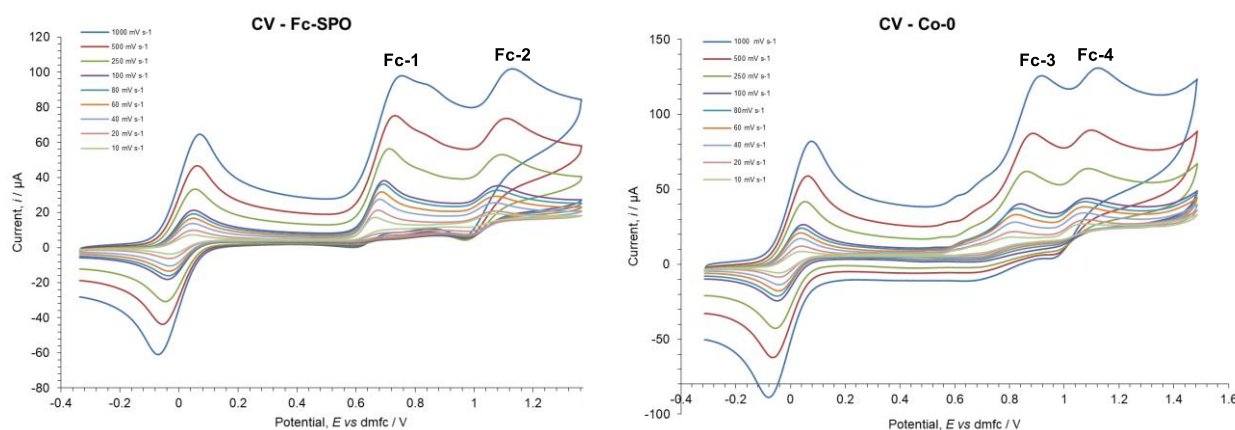 CV - Fc-SPO
120
100
80
60
40
20
0
-20
-40
-60
-80
Current, i / µA
1000 mV s-1
500 mV s-1
250 mV s-1
100 mV s-1
80 mV s-1
60 mV s-1
40 mV s-1
20 mV s-1
10 mV s-1
Fc-1
Fc-2
-0.4 -0.2 0 0.2 0.4 0.6 0.8 1 1.2
Potential, E vs dmfc / V
CV - Co-0
150
100
50
0
-50
-100
Current, i / µA
1000 mV s-1
500 mV s-1
250 mV s-1
100 mV s-1
80mV s-1
60 mV s-1
40 mV s-1
20 mV s-1
10 mV s-1
Fc-3
Fc-4
-0.4 -0.2 0 0.2 0.4 0.6 0.8 1 1.2 1.4 1.6
Potential, E vs dmfc / V